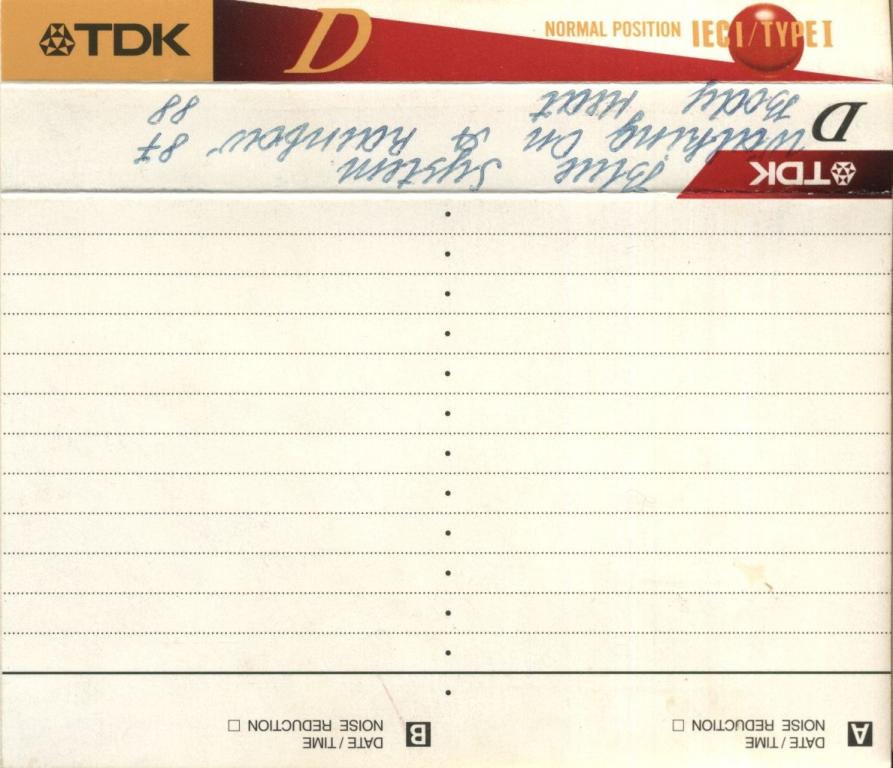 TDK D NORMAL POSITION IEC I/TYPE I
TDK Blue System
D Walking On A Rainbow 87
Body Heat 88
A DATE / TIME
NOISE REDUCTION
B DATE / TIME
NOISE REDUCTION